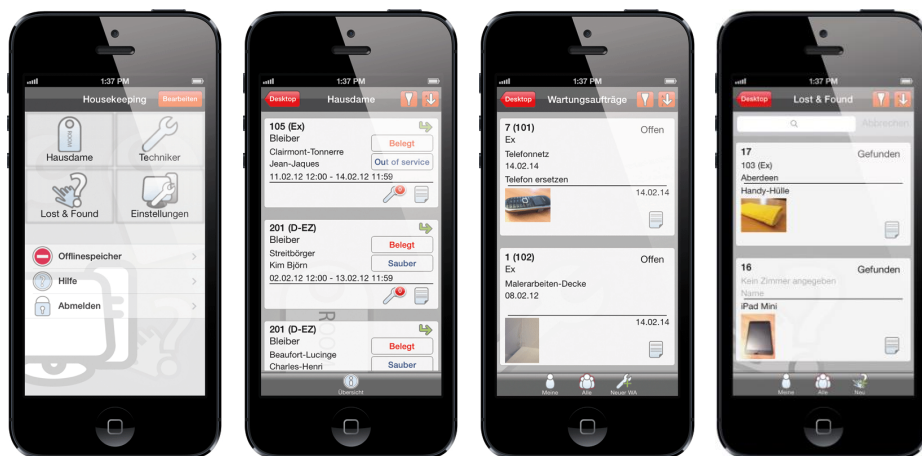 1:37 PM
Housekeeping
Bearbeiten
ROOM
Hausdame
Techniker
Lost & Found
Einstellungen
Offlinespeicher
Hilfe
Abmelden
1:37 PM
Desktop
Hausdame
105 (Ex)
Bleiber
Belegt
Clairmont-Tonnerre
Jean-Jaques
Out of service
11.02.12 12:00 - 14.02.12 11:59
0
201 (D-EZ)
Bleiber
Belegt
Streitbörger
Kim Björn
Sauber
02.02.12 12:00 - 13.02.12 11:59
0
Roo
201 (D-EZ)
Bleiber
Belegt
Beaufort-Lucinge
Charles-Henri
Sauber
Übersicht
1:37 PM
Desktop
Wartungsaufträge
7 (101)
Offen
Ex
Telefonnetz
14.02.14
Telefon ersetzen
14.02.14
1 (102)
Offen
Ex
Malerarbeiten-Decke
08.02.12
14.02.14
Meine
Alle
Neuer WA
1:37 PM
Desktop
Lost & Found
Abbrechen
17
Gefunden
103 (Ex)
Aberdeen
Handy-Hülle
16
Gefunden
Kein Zimmer angegeben
Name
iPad Mini
Meine
Alle
Neu